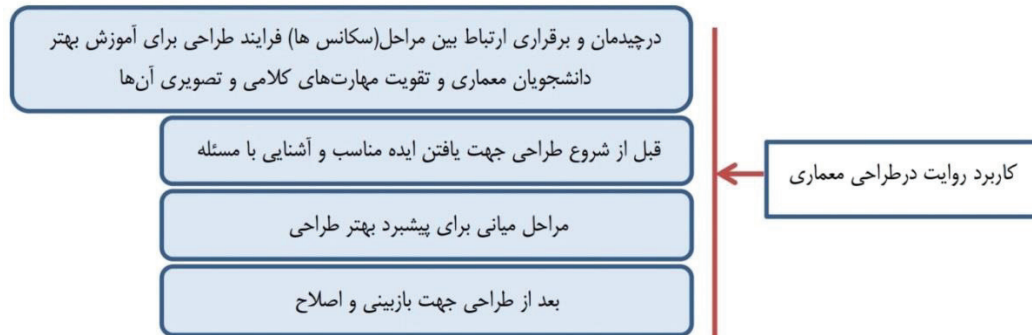 درچیدمان و برقراری ارتباط بین مراحل(سکانس ها) فرایند طراحی برای آموزش بهتر
دانشجویان معماری و تقویت مهارت‌های کلامی و تصویری آن‌ها
قبل از شروع طراحی جهت یافتن ایده مناسب و آشنایی با مسئله
کاربرد روایت درطراحی معماری
مراحل میانی برای پیشبرد بهتر طراحی
بعد از طراحی جهت بازبینی و اصلاح